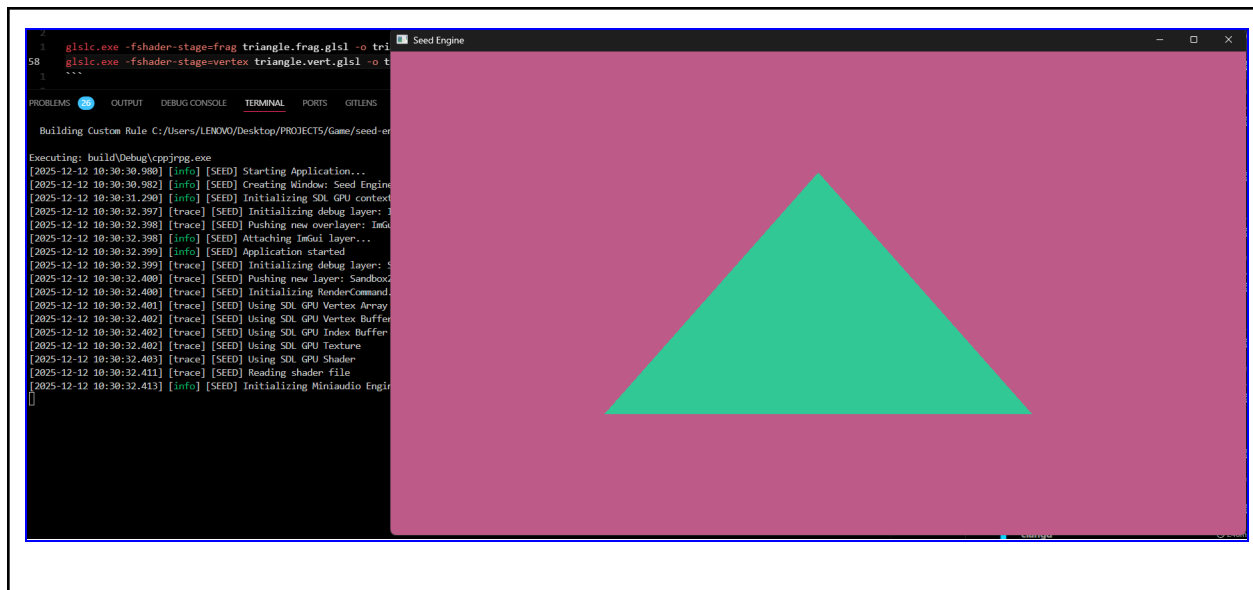 1 glslc.exe -fshader-stage=frag triangle.frag.glsl -o tri
58 glslc.exe -fshader-stage=vertex triangle.vert.glsl -o t
1 ```
Seed Engine
PROBLEMS 26 OUTPUT DEBUG CONSOLE TERMINAL PORTS GITLENS
Building Custom Rule C:/Users/LENOVO/Desktop/PROJECTS/Game/seed-en
Executing: build\Debug\cppjrpg.exe
[2025-12-12 10:30:30.980] [info] [SEED] Starting Application...
[2025-12-12 10:30:30.982] [info] [SEED] Creating Window: Seed Engine
[2025-12-12 10:30:31.290] [info] [SEED] Initializing SDL GPU context
[2025-12-12 10:30:32.397] [trace] [SEED] Initializing debug layer: I
[2025-12-12 10:30:32.398] [trace] [SEED] Pushing new overlayer: ImGu
[2025-12-12 10:30:32.398] [info] [SEED] Attaching ImGui layer...
[2025-12-12 10:30:32.399] [info] [SEED] Application started
[2025-12-12 10:30:32.399] [trace] [SEED] Initializing debug layer: S
[2025-12-12 10:30:32.400] [trace] [SEED] Pushing new layer: Sandbox2
[2025-12-12 10:30:32.400] [trace] [SEED] Initializing RenderCommand.
[2025-12-12 10:30:32.401] [trace] [SEED] Using SDL GPU Vertex Array
[2025-12-12 10:30:32.402] [trace] [SEED] Using SDL GPU Vertex Buffer
[2025-12-12 10:30:32.402] [trace] [SEED] Using SDL GPU Index Buffer
[2025-12-12 10:30:32.402] [trace] [SEED] Using SDL GPU Texture
[2025-12-12 10:30:32.403] [trace] [SEED] Using SDL GPU Shader
[2025-12-12 10:30:32.411] [trace] [SEED] Reading shader file
[2025-12-12 10:30:32.413] [info] [SEED] Initializing Miniaudio Engin